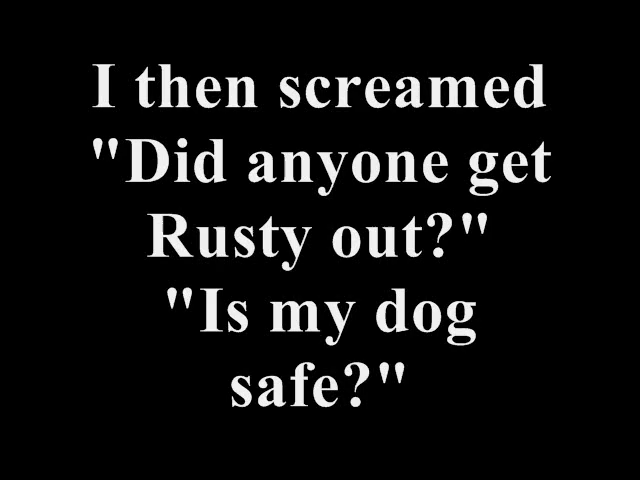 I then screamed
"Did anyone get
Rusty out?"
"Is my dog
safe?"